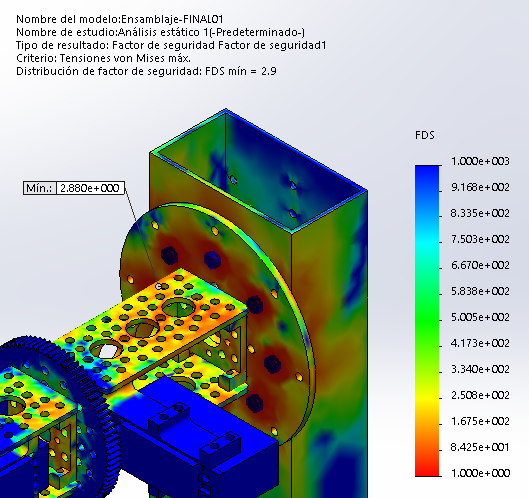 Nombre del modelo:Ensamblaje-FINAL01
Nombre de estudio:Análisis estático 1(-Predeterminado-)
Tipo de resultado: Factor de seguridad Factor de seguridad1
Criterio: Tensiones von Mises máx.
Distribución de factor de seguridad: FDS mín = 2.9
FDS
1.000e+003
9.168e+002
8.335e+002
7.503e+002
6.670e+002
5.838e+002
5.005e+002
4.173e+002
3.340e+002
2.508e+002
1.675e+002
8.425e+001
1.000e+000
Mín.: 2.880e+000